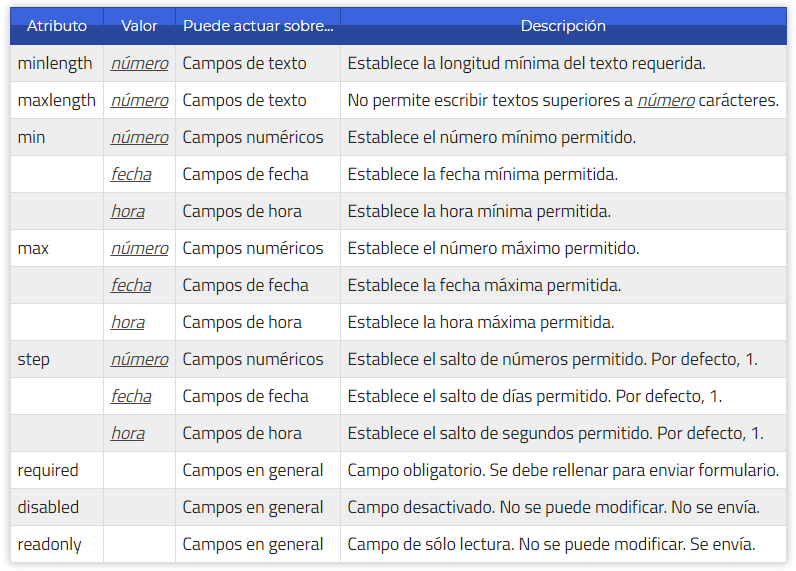 Atributo Valor Puede actuar sobre... Descripción
minlength número Campos de texto Establece la longitud mínima del texto requerida.
maxlength número Campos de texto No permite escribir textos superiores a número carácteres.
min número Campos numéricos Establece el número mínimo permitido.
fecha Campos de fecha Establece la fecha mínima permitida.
hora Campos de hora Establece la hora mínima permitida.
max número Campos numéricos Establece el número máximo permitido.
fecha Campos de fecha Establece la fecha máxima permitida.
hora Campos de hora Establece la hora máxima permitida.
step número Campos numéricos Establece el salto de números permitido. Por defecto, 1.
fecha Campos de fecha Establece el salto de días permitido. Por defecto, 1.
hora Campos de hora Establece el salto de segundos permitido. Por defecto, 1.
required Campos en general Campo obligatorio. Se debe rellenar para enviar formulario.
disabled Campos en general Campo desactivado. No se puede modificar. No se envía.
readonly Campos en general Campo de sólo lectura. No se puede modificar. Se envía.